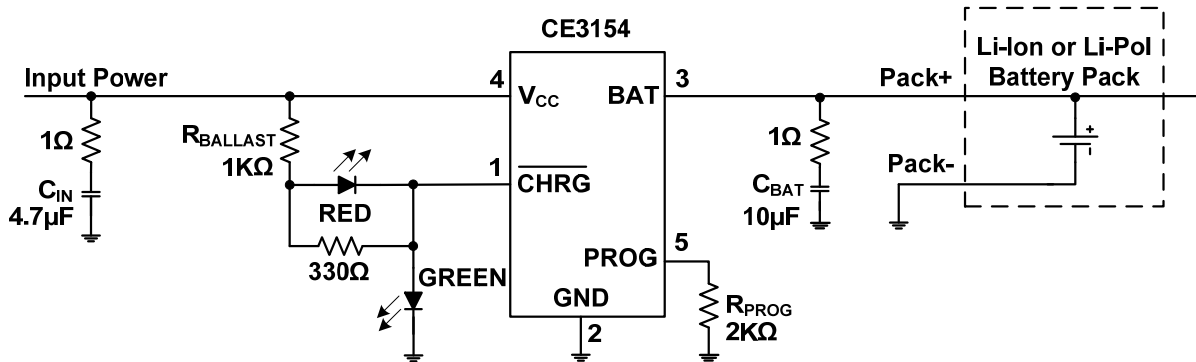 CE3154
Li-Ion or Li-Pol
Battery Pack
Input Power
4
VCC
BAT
3
Pack+
1Ω
RBALLAST
1KΩ
1
CHRG
1Ω
Pack-
CIN
4.7µF
RED
CBAT
10µF
330Ω
GREEN
PROG
5
GND
2
RPROG
2KΩ
+
-